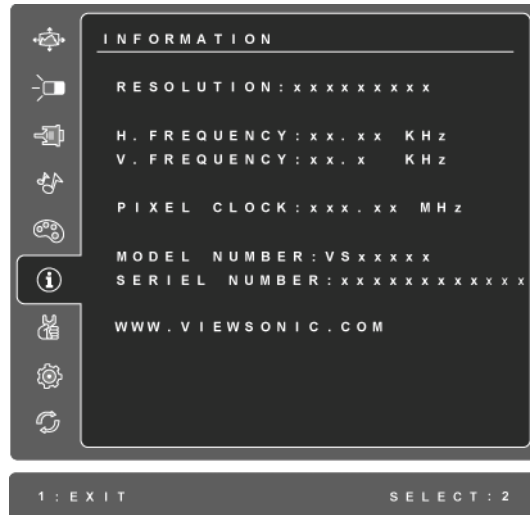 INFORMATION
RESOLUTION:xxxxxxxxx
H.FREQUENCY:xx.xx KHz
V.FREQUENCY:xx.x KHz
PIXEL CLOCK:xxx.xx MHz
MODEL NUMBER:VSxxxxx
SERIEL NUMBER:xxxxxxxxxxxx
WWW.VIEWSONIC.COM
1:EXIT SELECT:2